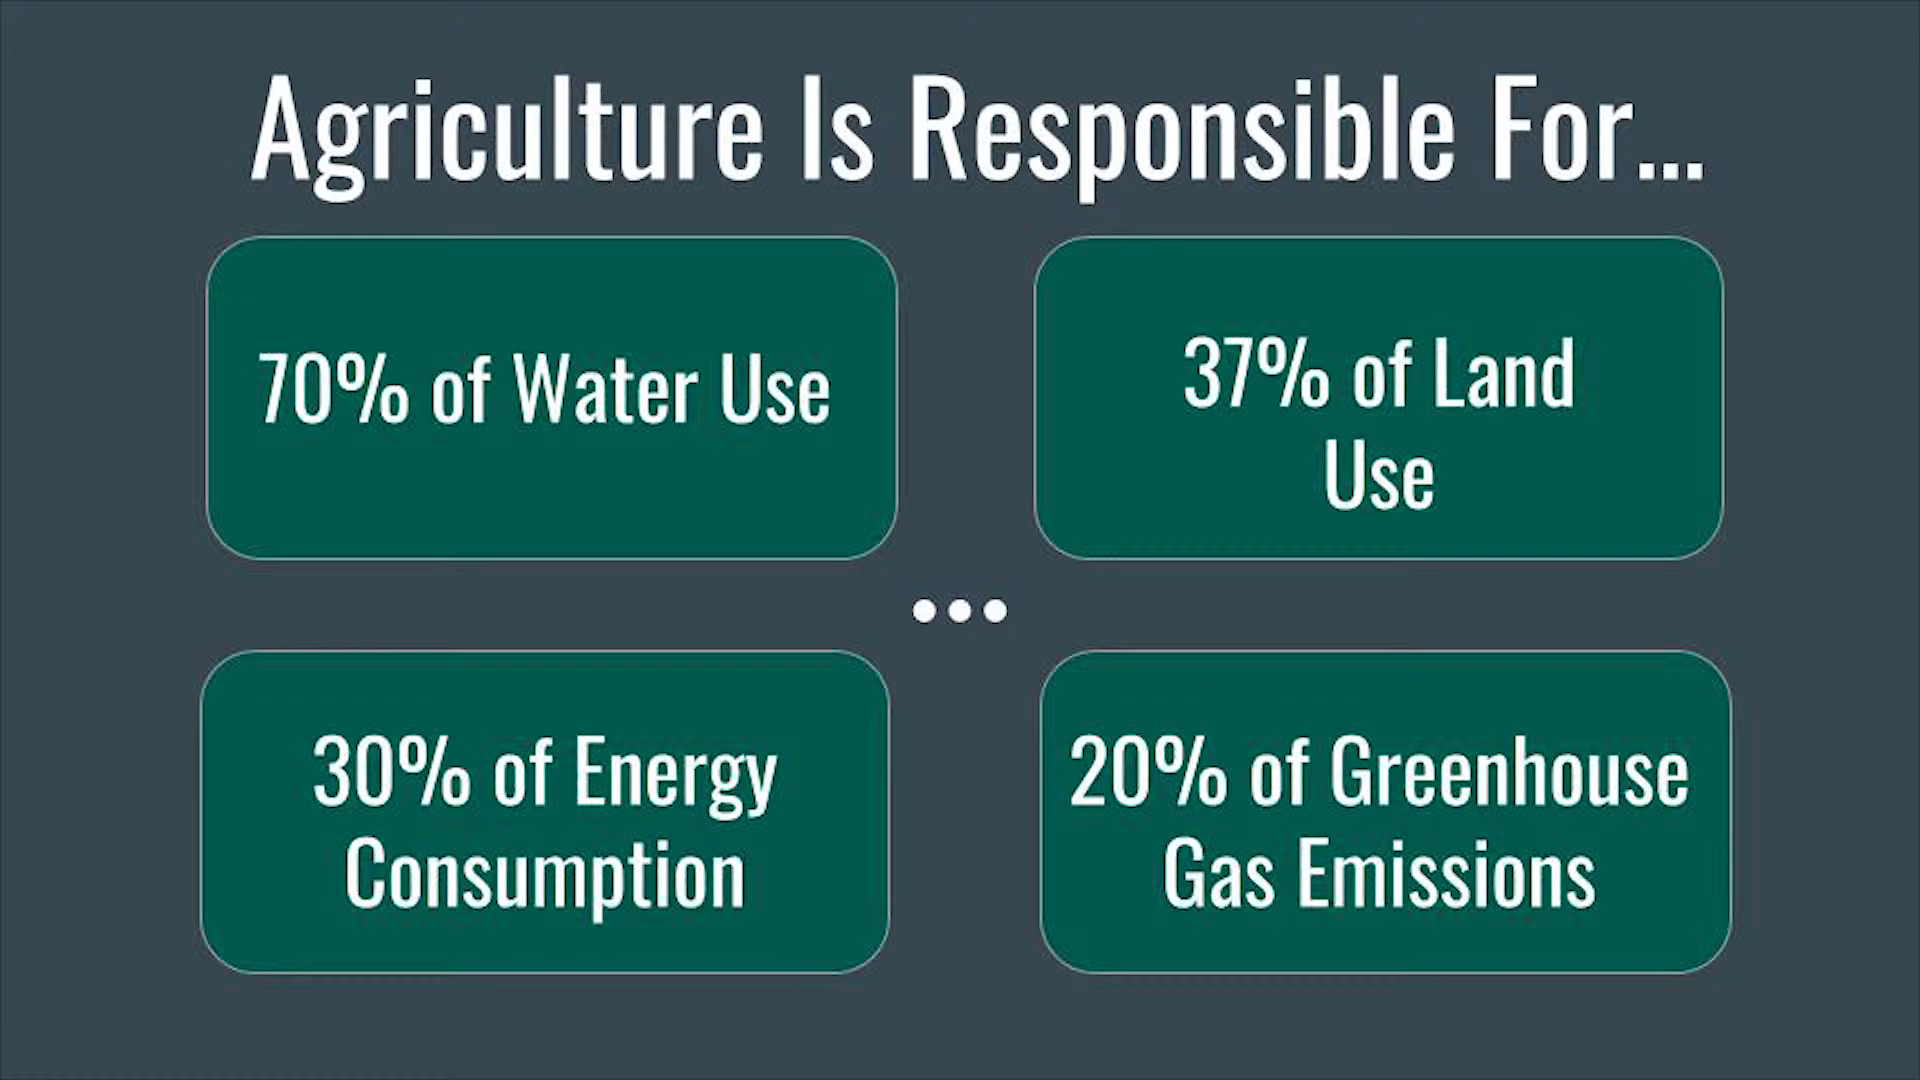 Agriculture Is Responsible For...
70% of Water Use
37% of Land
Use
30% of Energy
Consumption
20% of Greenhouse
Gas Emissions